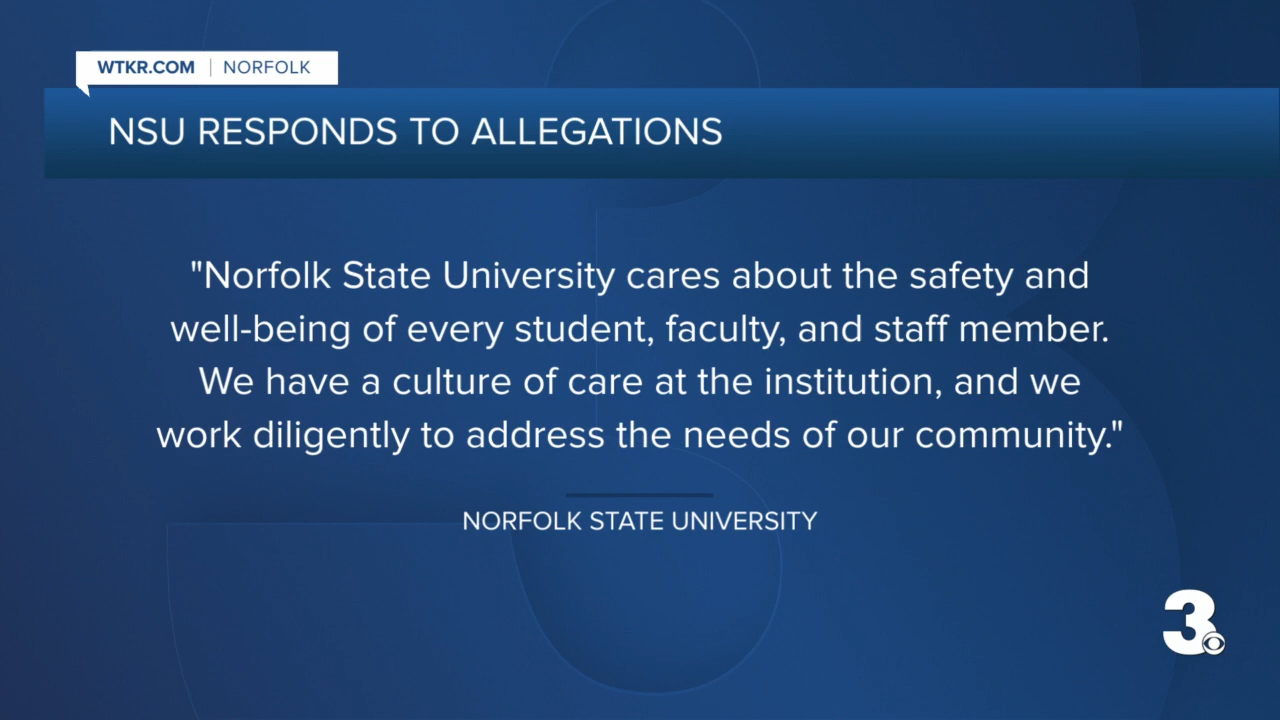 WTKR.COM | NORFOLK
NSU RESPONDS TO ALLEGATIONS
"Norfolk State University cares about the safety and
well-being of every student, faculty, and staff member.
We have a culture of care at the institution, and we
work diligently to address the needs of our community."
NORFOLK STATE UNIVERSITY
3